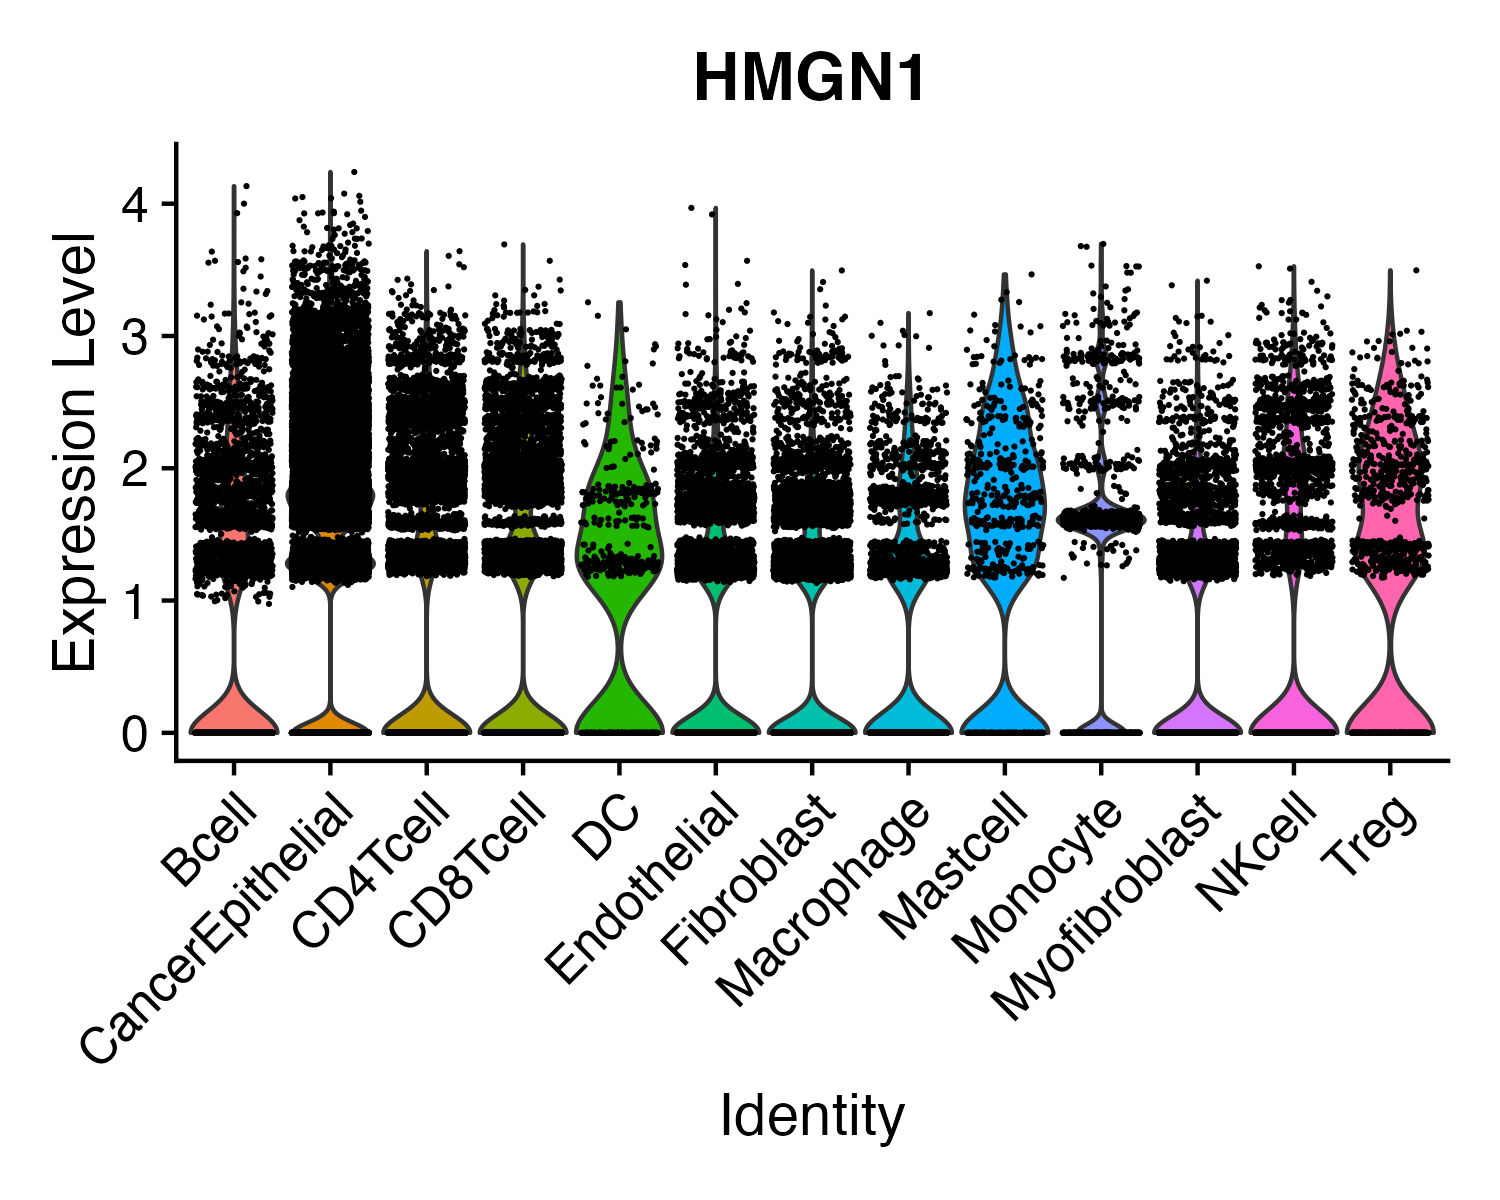 HMGN1
Expression Level
4
3
2
1
0
Bcell
CancerEpithelial
CD4Tcell
CD8Tcell
DC
Endothelial
Fibroblast
Macrophage
Mastcell
Monocyte
Myofibroblast
NKcell
Treg
Identity